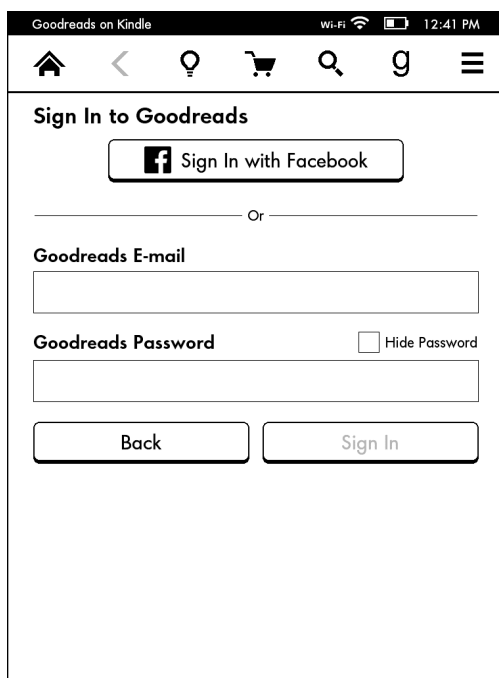 Goodreads on Kindle Wi-Fi 12:41 PM
g
Sign In to Goodreads
f Sign In with Facebook
Or
Goodreads E-mail
Goodreads Password Hide Password
Back Sign In